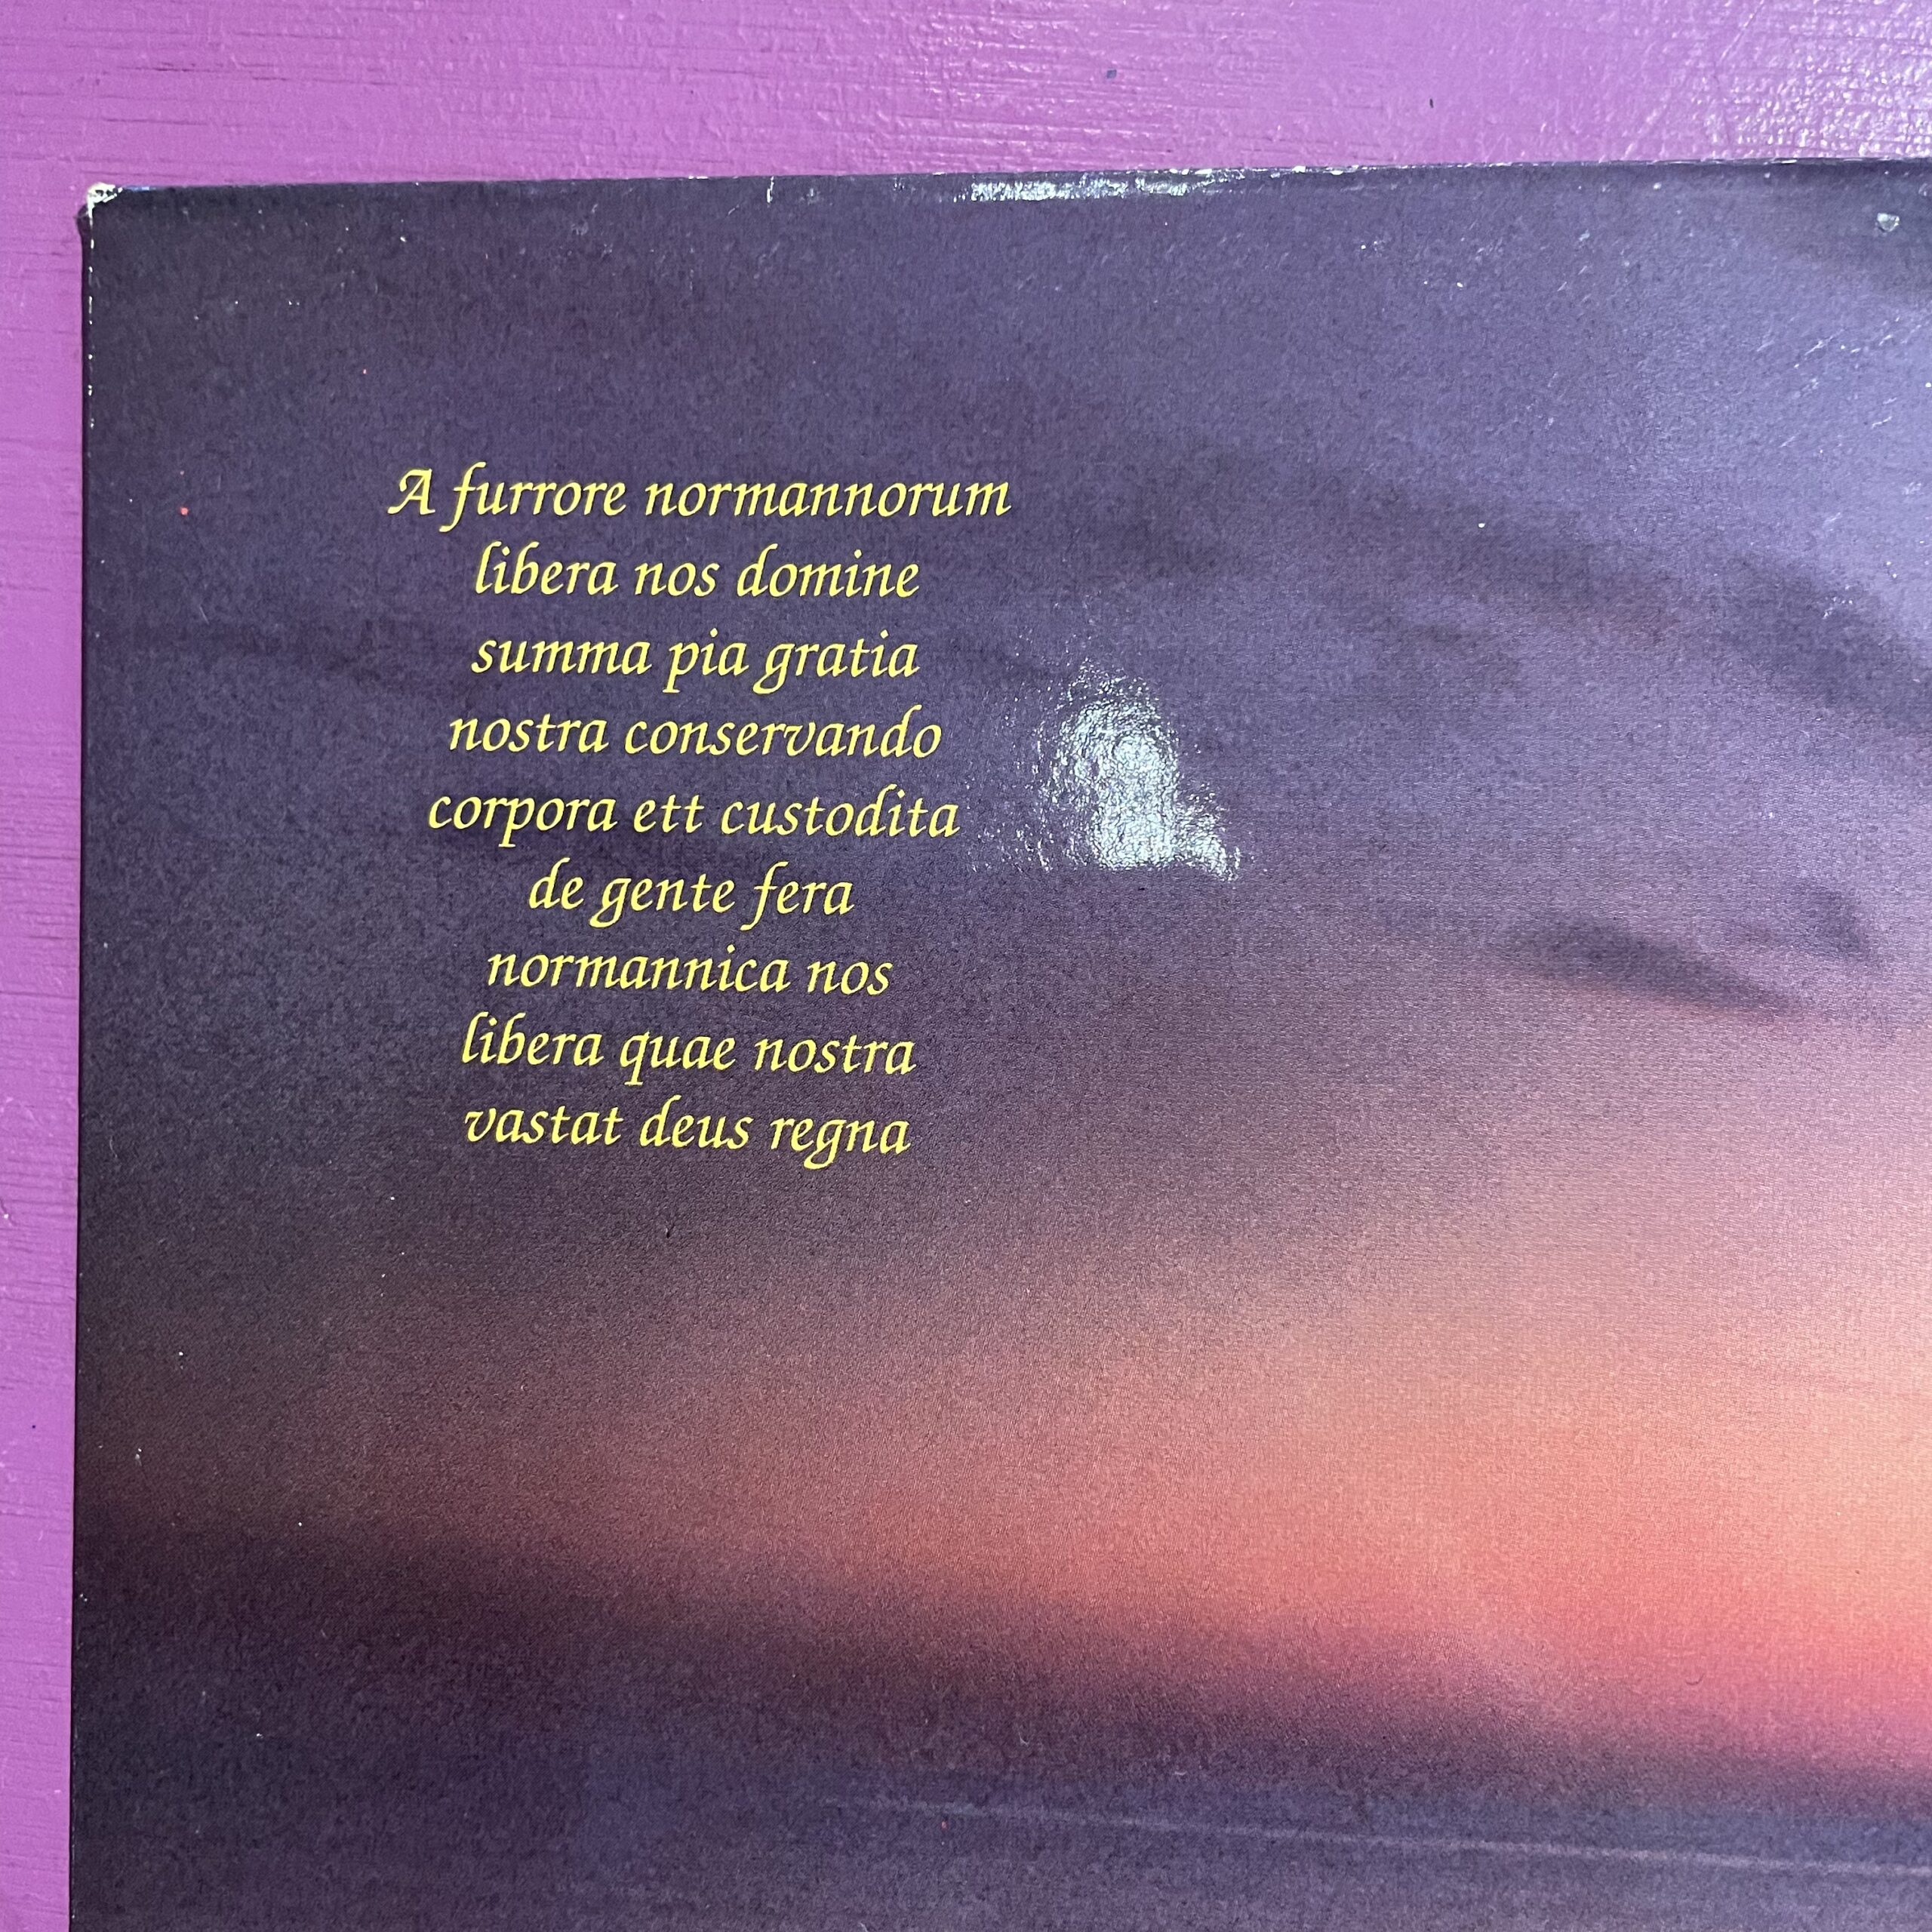 A furrore normannorum
libera nos domine
summa pia gratia
nostra conservando
corpora ett custodita
de gente fera
normannica nos
libera quae nostra
vastat deus regna